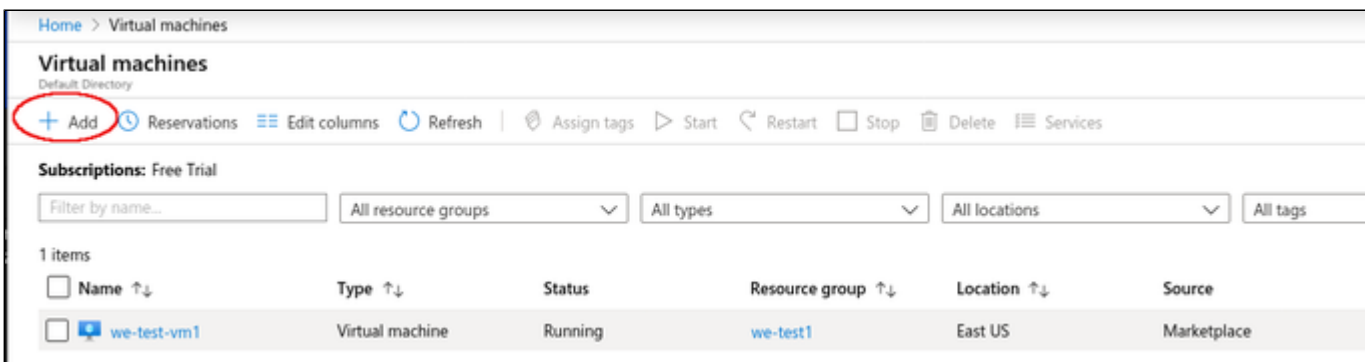 Home > Virtual machines
Virtual machines
Default Directory
+ Add Reservations Edit columns Refresh Assign tags Start Restart Stop Delete Services
Subscriptions: Free Trial
Filter by name... All resource groups All types All locations All tags
1 items
Name ↑↓ Type ↑↓ Status Resource group ↑↓ Location ↑↓ Source
we-test-vm1 Virtual machine Running we-test1 East US Marketplace